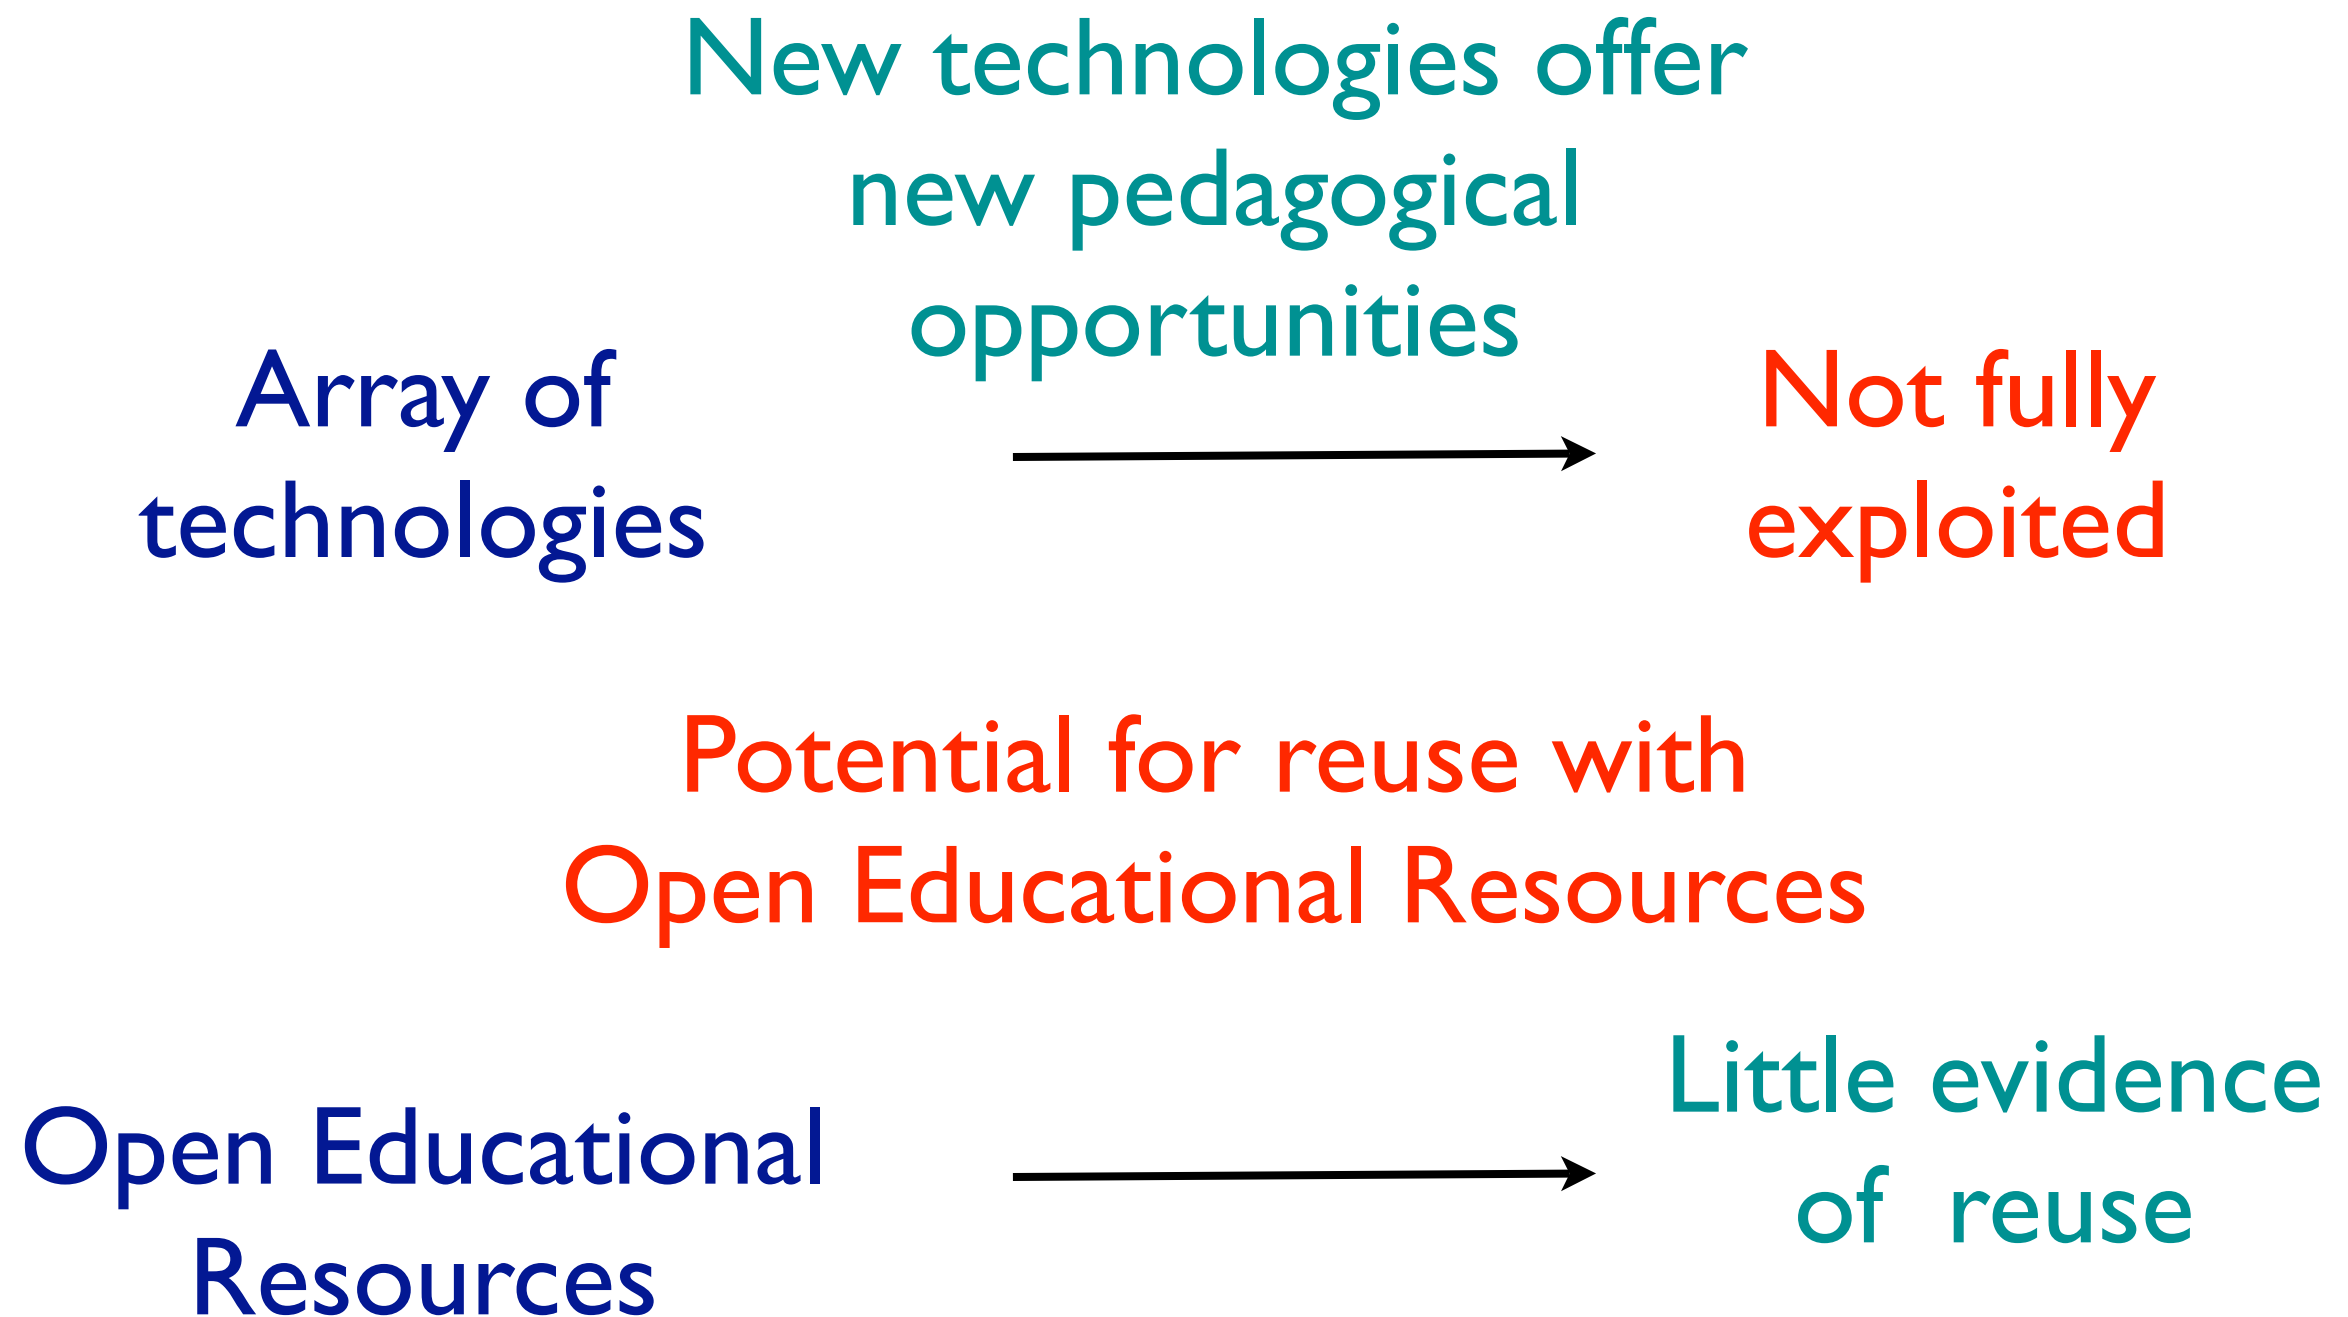 New technologies offer
new pedagogical
opportunities
Array of
technologies
Not fully
exploited
Potential for reuse with
Open Educational Resources
Open Educational
Resources
Little evidence
of reuse